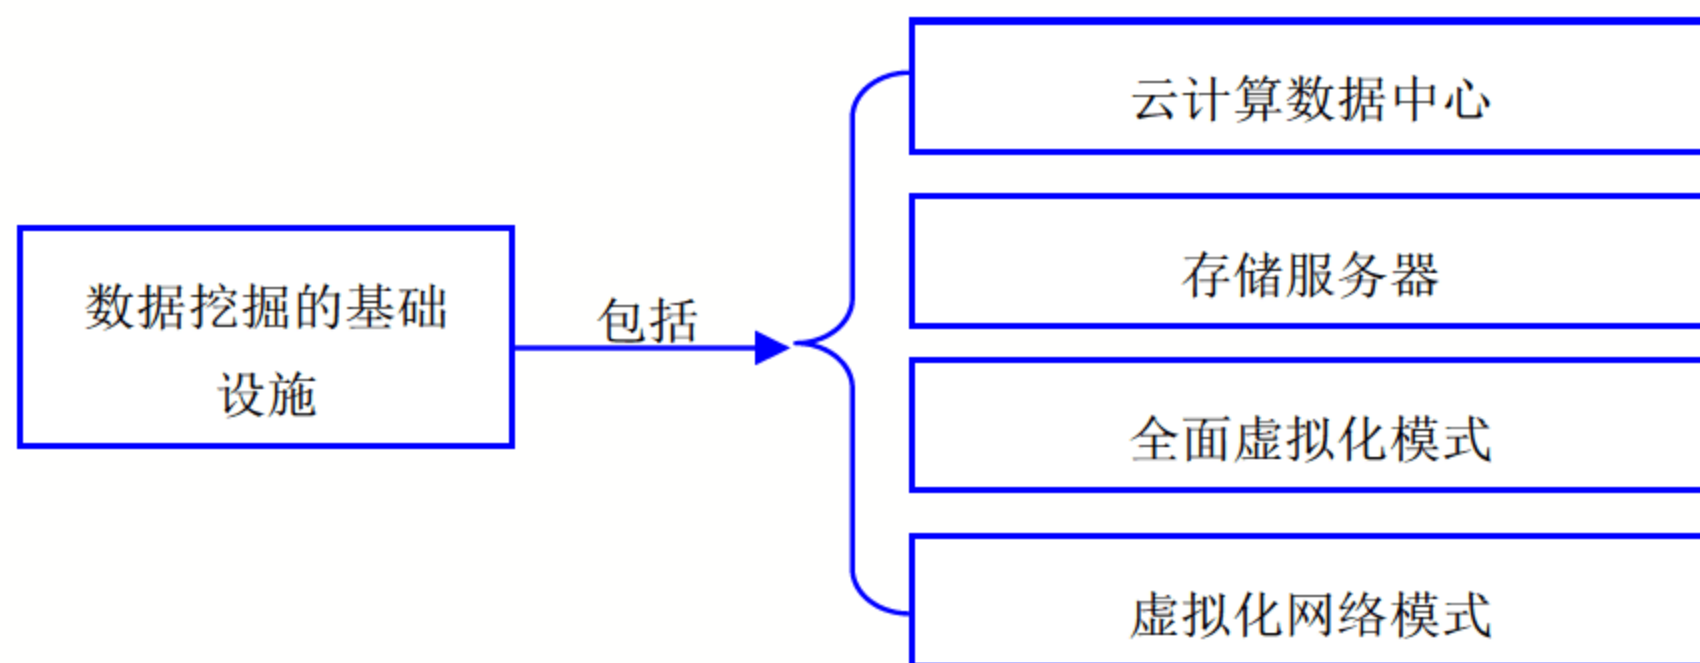 数据挖掘的基础
设施
包括
云计算数据中心
存储服务器
全面虚拟化模式
虚拟化网络模式